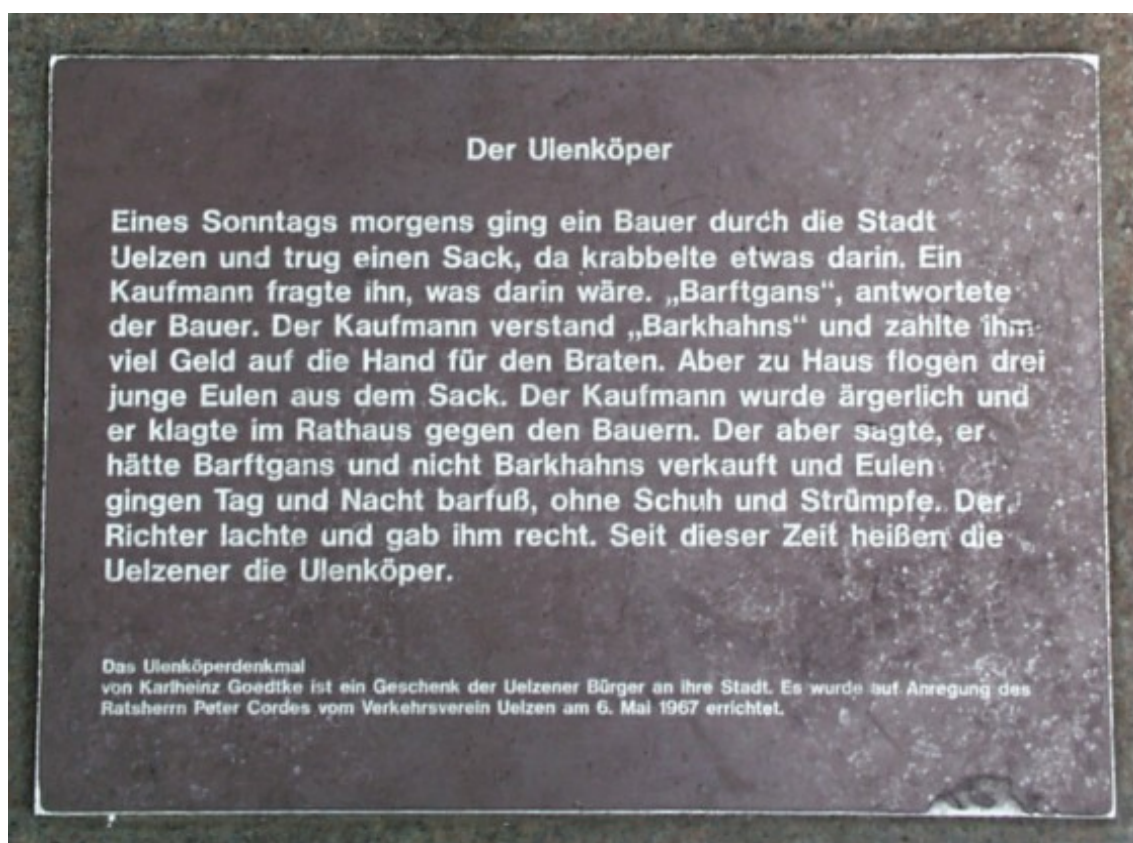 Der Ulenköper
Eines Sonntags morgens ging ein Bauer durch die Stadt
Uelzen und trug einen Sack, da krabbelte etwas darin. Ein
Kaufmann fragte ihn, was darin wäre. „Barftgans“, antwortete
der Bauer. Der Kaufmann verstand „Barkhahns“ und zahlte ihm
viel Geld auf die Hand für den Braten. Aber zu Haus flogen drei
junge Eulen aus dem Sack. Der Kaufmann wurde ärgerlich und
er klagte im Rathaus gegen den Bauern. Der aber sagte, er
hätte Barftgans und nicht Barkhahns verkauft und Eulen
gingen Tag und Nacht barfuß, ohne Schuh und Strümpfe. Der
Richter lachte und gab ihm recht. Seit dieser Zeit heißen die
Uelzener die Ulenköper.
Das Ulenköperdenkmal
von Karlheinz Goedtke ist ein Geschenk der Uelzener Bürger an ihre Stadt. Es wurde auf Anregung des
Ratsherrn Peter Cordes vom Verkehrsverein Uelzen am 6. Mai 1967 errichtet.